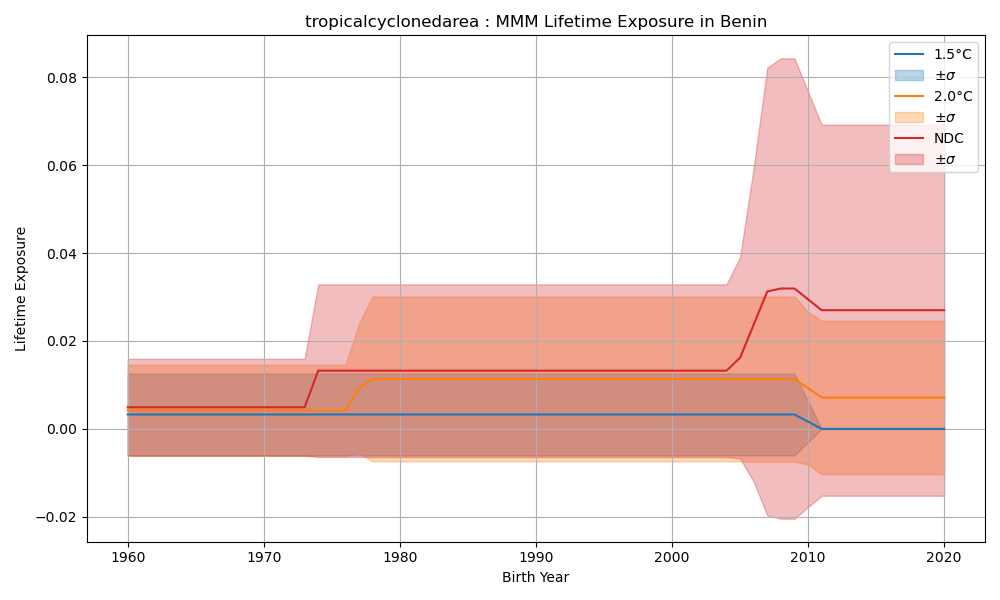 tropicalcyclonedarea : MMM Lifetime Exposure in Benin
1.5°C
±σ
2.0°C
±σ
NDC
±σ
Lifetime Exposure
0.08
0.06
0.04
0.02
0.00
−0.02
1960
1970
1980
1990
2000
2010
2020
Birth Year